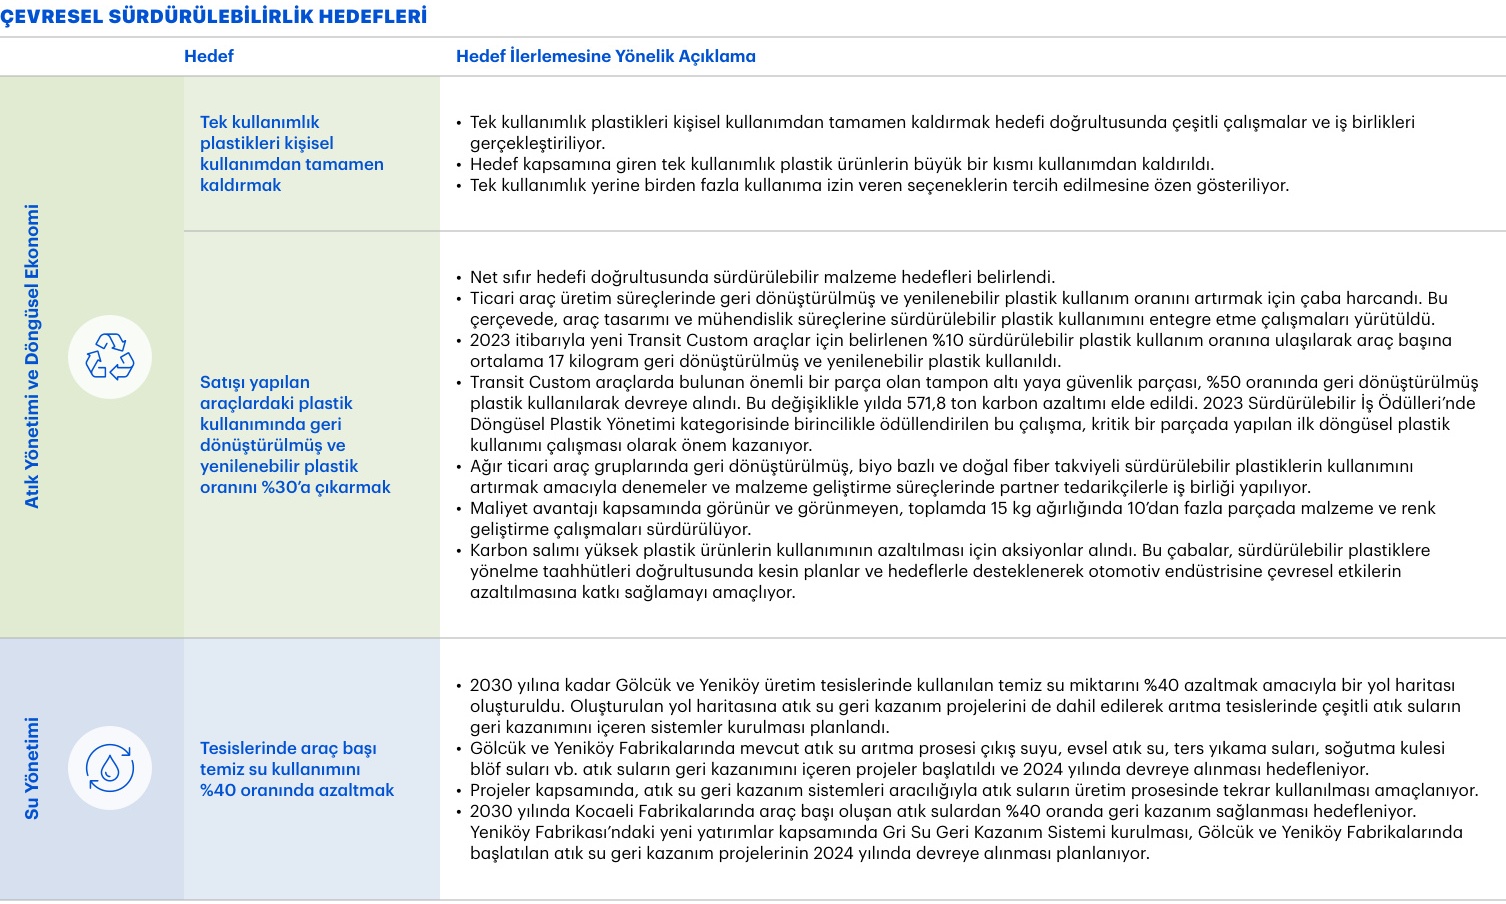 ÇEVRESEL SÜRDÜRÜLEBİLİRLİK HEDEFLERİ
Hedef
Hedef İlerlemesine Yönelik Açıklama
Atık Yönetimi ve Döngüsel Ekonomi
Tek kullanımlık
plastikleri kişisel
kullanımdan tamamen
kaldırmak
• Tek kullanımlık plastikleri kişisel kullanımdan tamamen kaldırmak hedefi doğrultusunda çeşitli çalışmalar ve iş birlikleri
gerçekleştiriliyor.
• Hedef kapsamına giren tek kullanımlık plastik ürünlerin büyük bir kısmı kullanımdan kaldırıldı.
• Tek kullanımlık yerine birden fazla kullanıma izin veren seçeneklerin tercih edilmesine özen gösteriliyor.
Satışı yapılan
araçlardaki plastik
kullanımında geri
dönüştürülmüş ve
yenilenebilir plastik
oranını %30’a çıkarmak
• Net sıfır hedefi doğrultusunda sürdürülebilir malzeme hedefleri belirlendi.
• Ticari araç üretim süreçlerinde geri dönüştürülmüş ve yenilenebilir plastik kullanım oranını artırmak için çaba harcandı. Bu
çerçevede, araç tasarımı ve mühendislik süreçlerine sürdürülebilir plastik kullanımını entegre etme çalışmaları yürütüldü.
• 2023 itibarıyla yeni Transit Custom araçlar için belirlenen %10 sürdürülebilir plastik kullanım oranına ulaşılarak araç başına
ortalama 17 kilogram geri dönüştürülmüş ve yenilenebilir plastik kullanıldı.
• Transit Custom araçlarda bulunan önemli bir parça olan tampon altı yaya güvenlik parçası, %50 oranında geri dönüştürülmüş
plastik kullanılarak devreye alındı. Bu değişiklikle yılda 571,8 ton karbon azaltımı elde edildi. 2023 Sürdürülebilir İş Ödülleri’nde
Döngüsel Plastik Yönetimi kategorisinde birincilikle ödüllendirilen bu çalışma, kritik bir parçada yapılan ilk döngüsel plastik
kullanımı çalışması olarak önem kazanıyor.
• Ağır ticari araç gruplarında geri dönüştürülmüş, biyo bazlı ve doğal fiber takviyeli sürdürülebilir plastiklerin kullanımını
artırmak amacıyla denemeler ve malzeme geliştirme süreçlerinde partner tedarikçilerle iş birliği yapılıyor.
• Maliyet avantajı kapsamında görünür ve görünmeyen, toplamda 15 kg ağırlığında 10’dan fazla parçada malzeme ve renk
geliştirme çalışmaları sürdürülüyor.
• Karbon salımı yüksek plastik ürünlerin kullanımının azaltılması için aksiyonlar alındı. Bu çabalar, sürdürülebilir plastiklere
yönelme taahhütleri doğrultusunda kesin planlar ve hedeflerle desteklenerek otomotiv endüstrisine çevresel etkilerin
azaltılmasına katkı sağlamayı amaçlıyor.
Su Yönetimi
Tesislerinde araç başı
temiz su kullanımını
%40 oranında azaltmak
• 2030 yılına kadar Gölcük ve Yeniköy üretim tesislerinde kullanılan temiz su miktarını %40 azaltmak amacıyla bir yol haritası
oluşturuldu. Oluşturulan yol haritasına atık su geri kazanım projelerini de dahil edilerek arıtma tesislerinde çeşitli atık suların
geri kazanımını içeren sistemler kurulması planlandı.
• Gölcük ve Yeniköy Fabrikalarında mevcut atık su arıtma prosesi çıkış suyu, evsel atık su, ters yıkama suları, soğutma kulesi
blöf suları vb. atık suların geri kazanımını içeren projeler başlatıldı ve 2024 yılında devreye alınması hedefleniyor.
• Projeler kapsamında, atık su geri kazanım sistemleri aracılığıyla atık suların üretim prosesinde tekrar kullanılması amaçlanıyor.
• 2030 yılında Kocaeli Fabrikalarında araç başı oluşan atık sulardan %40 oranda geri kazanım sağlanması hedefleniyor.
Yeniköy Fabrikası’ndaki yeni yatırımlar kapsamında Gri Su Geri Kazanım Sistemi kurulması, Gölcük ve Yeniköy Fabrikalarında
başlatılan atık su geri kazanım projelerinin 2024 yılında devreye alınması planlanıyor.